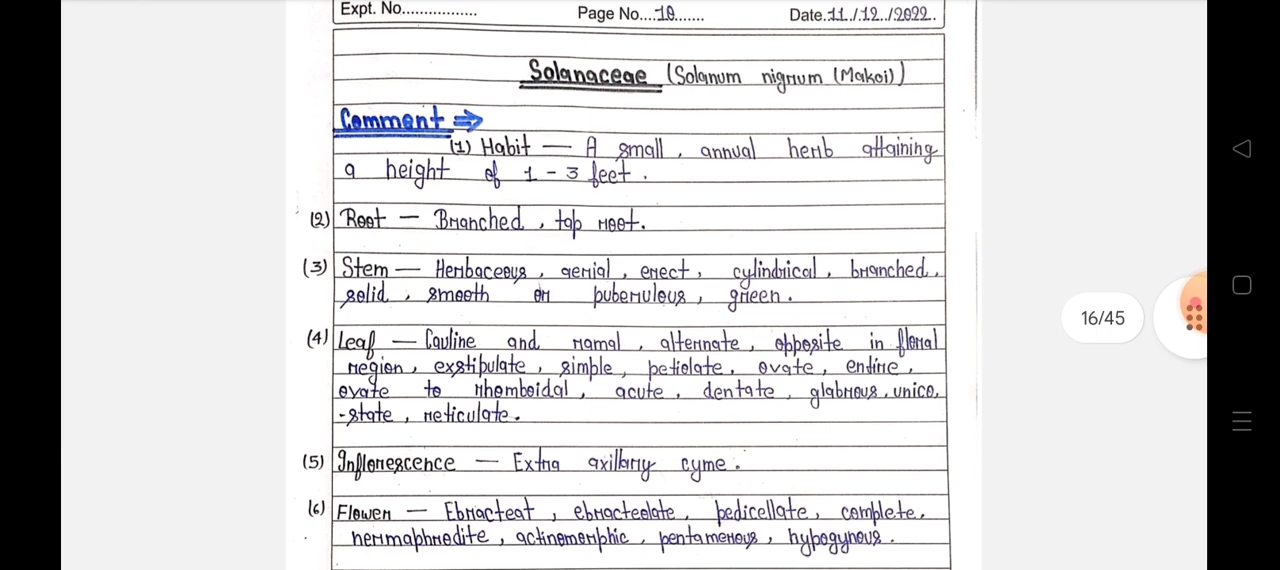 Expt. No.................
Page No....10.......
Date.11./.12../2022.
Solanaceae (Solanum nigrum (Makoi))
Comment ⇒
(1) Habit — A small, annual herb attaining
a height of 1 - 3 feet.
(2) Root — Branched, tap root.
(3) Stem — Herbaceous, aerial, erect, cylindrical, branched,
solid, smooth or puberulous, green.
(4) Leaf — Cauline and ramal, alternate, opposite in floral
region, exstipulate, simple, petiolate, ovate, entire,
ovate to rhomboidal, acute, dentate, glabrous, unico,
-state, reticulate.
(5) Inflorescence — Extra axillary cyme.
(6) Flower — Ebracteat, ebracteolate, pedicellate, complete,
hermaphrodite, actinomorphic, pentamerous, hypogynous.
16/45